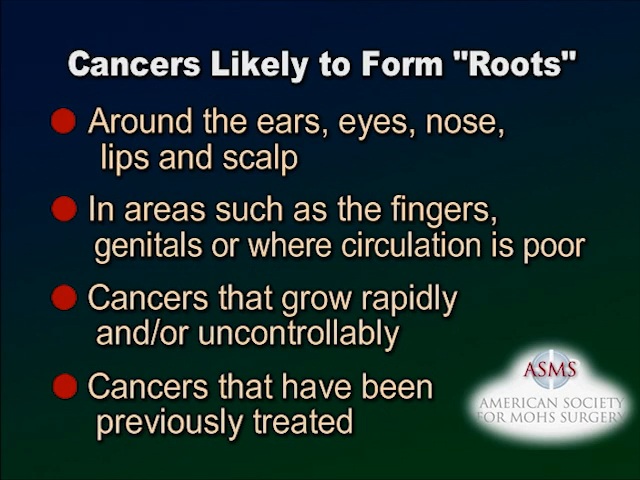 Cancers Likely to Form "Roots"
Around the ears, eyes, nose,
lips and scalp
In areas such as the fingers,
genitals or where circulation is poor
Cancers that grow rapidly
and/or uncontrollably
Cancers that have been
previously treated
ASMS
AMERICAN SOCIETY
FOR MOHS SURGERY